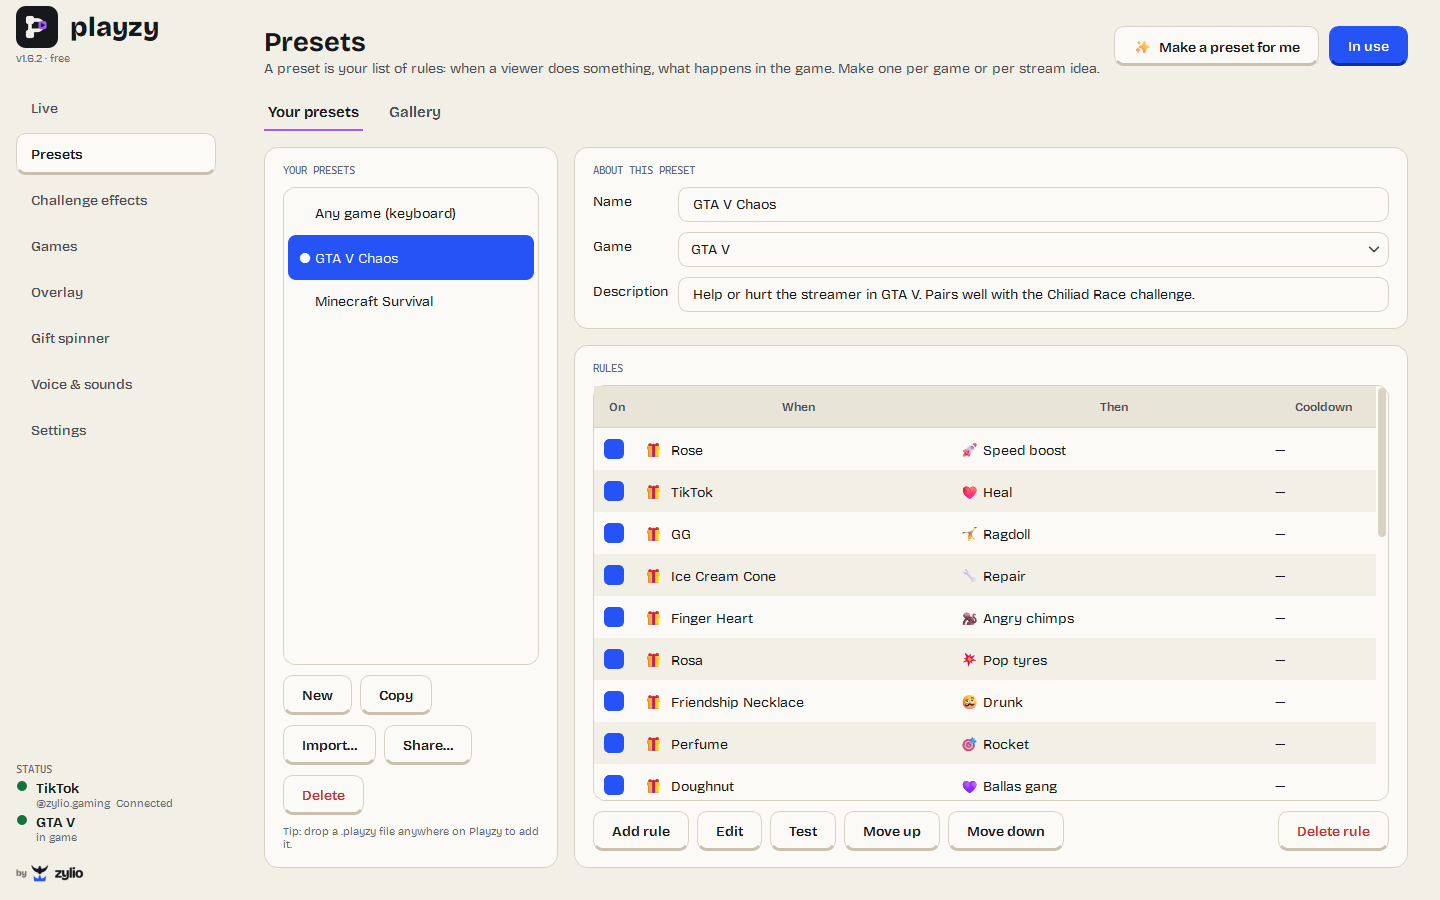 playzy
v1.6.2 · free
Live
Presets
Challenge effects
Games
Overlay
Gift spinner
Voice & sounds
Settings
STATUS
TikTok
@zylio.gaming Connected
GTA V
in game
by zylio
Presets
A preset is your list of rules: when a viewer does something, what happens in the game. Make one per game or per stream idea.
Make a preset for me
In use
Your presets
Gallery
YOUR PRESETS
Any game (keyboard)
GTA V Chaos
Minecraft Survival
New
Copy
Import...
Share...
Delete
Tip: drop a .playzy file anywhere on Playzy to add
it.
ABOUT THIS PRESET
Name
GTA V Chaos
Game
GTA V
Description
Help or hurt the streamer in GTA V. Pairs well with the Chiliad Race challenge.
RULES
On When Then Cooldown
Rose Speed boost –
TikTok Heal –
GG Ragdoll –
Ice Cream Cone Repair –
Finger Heart Angry chimps –
Rosa Pop tyres –
Friendship Necklace Drunk –
Perfume Rocket –
Doughnut Ballas gang –
Add rule
Edit
Test
Move up
Move down
Delete rule